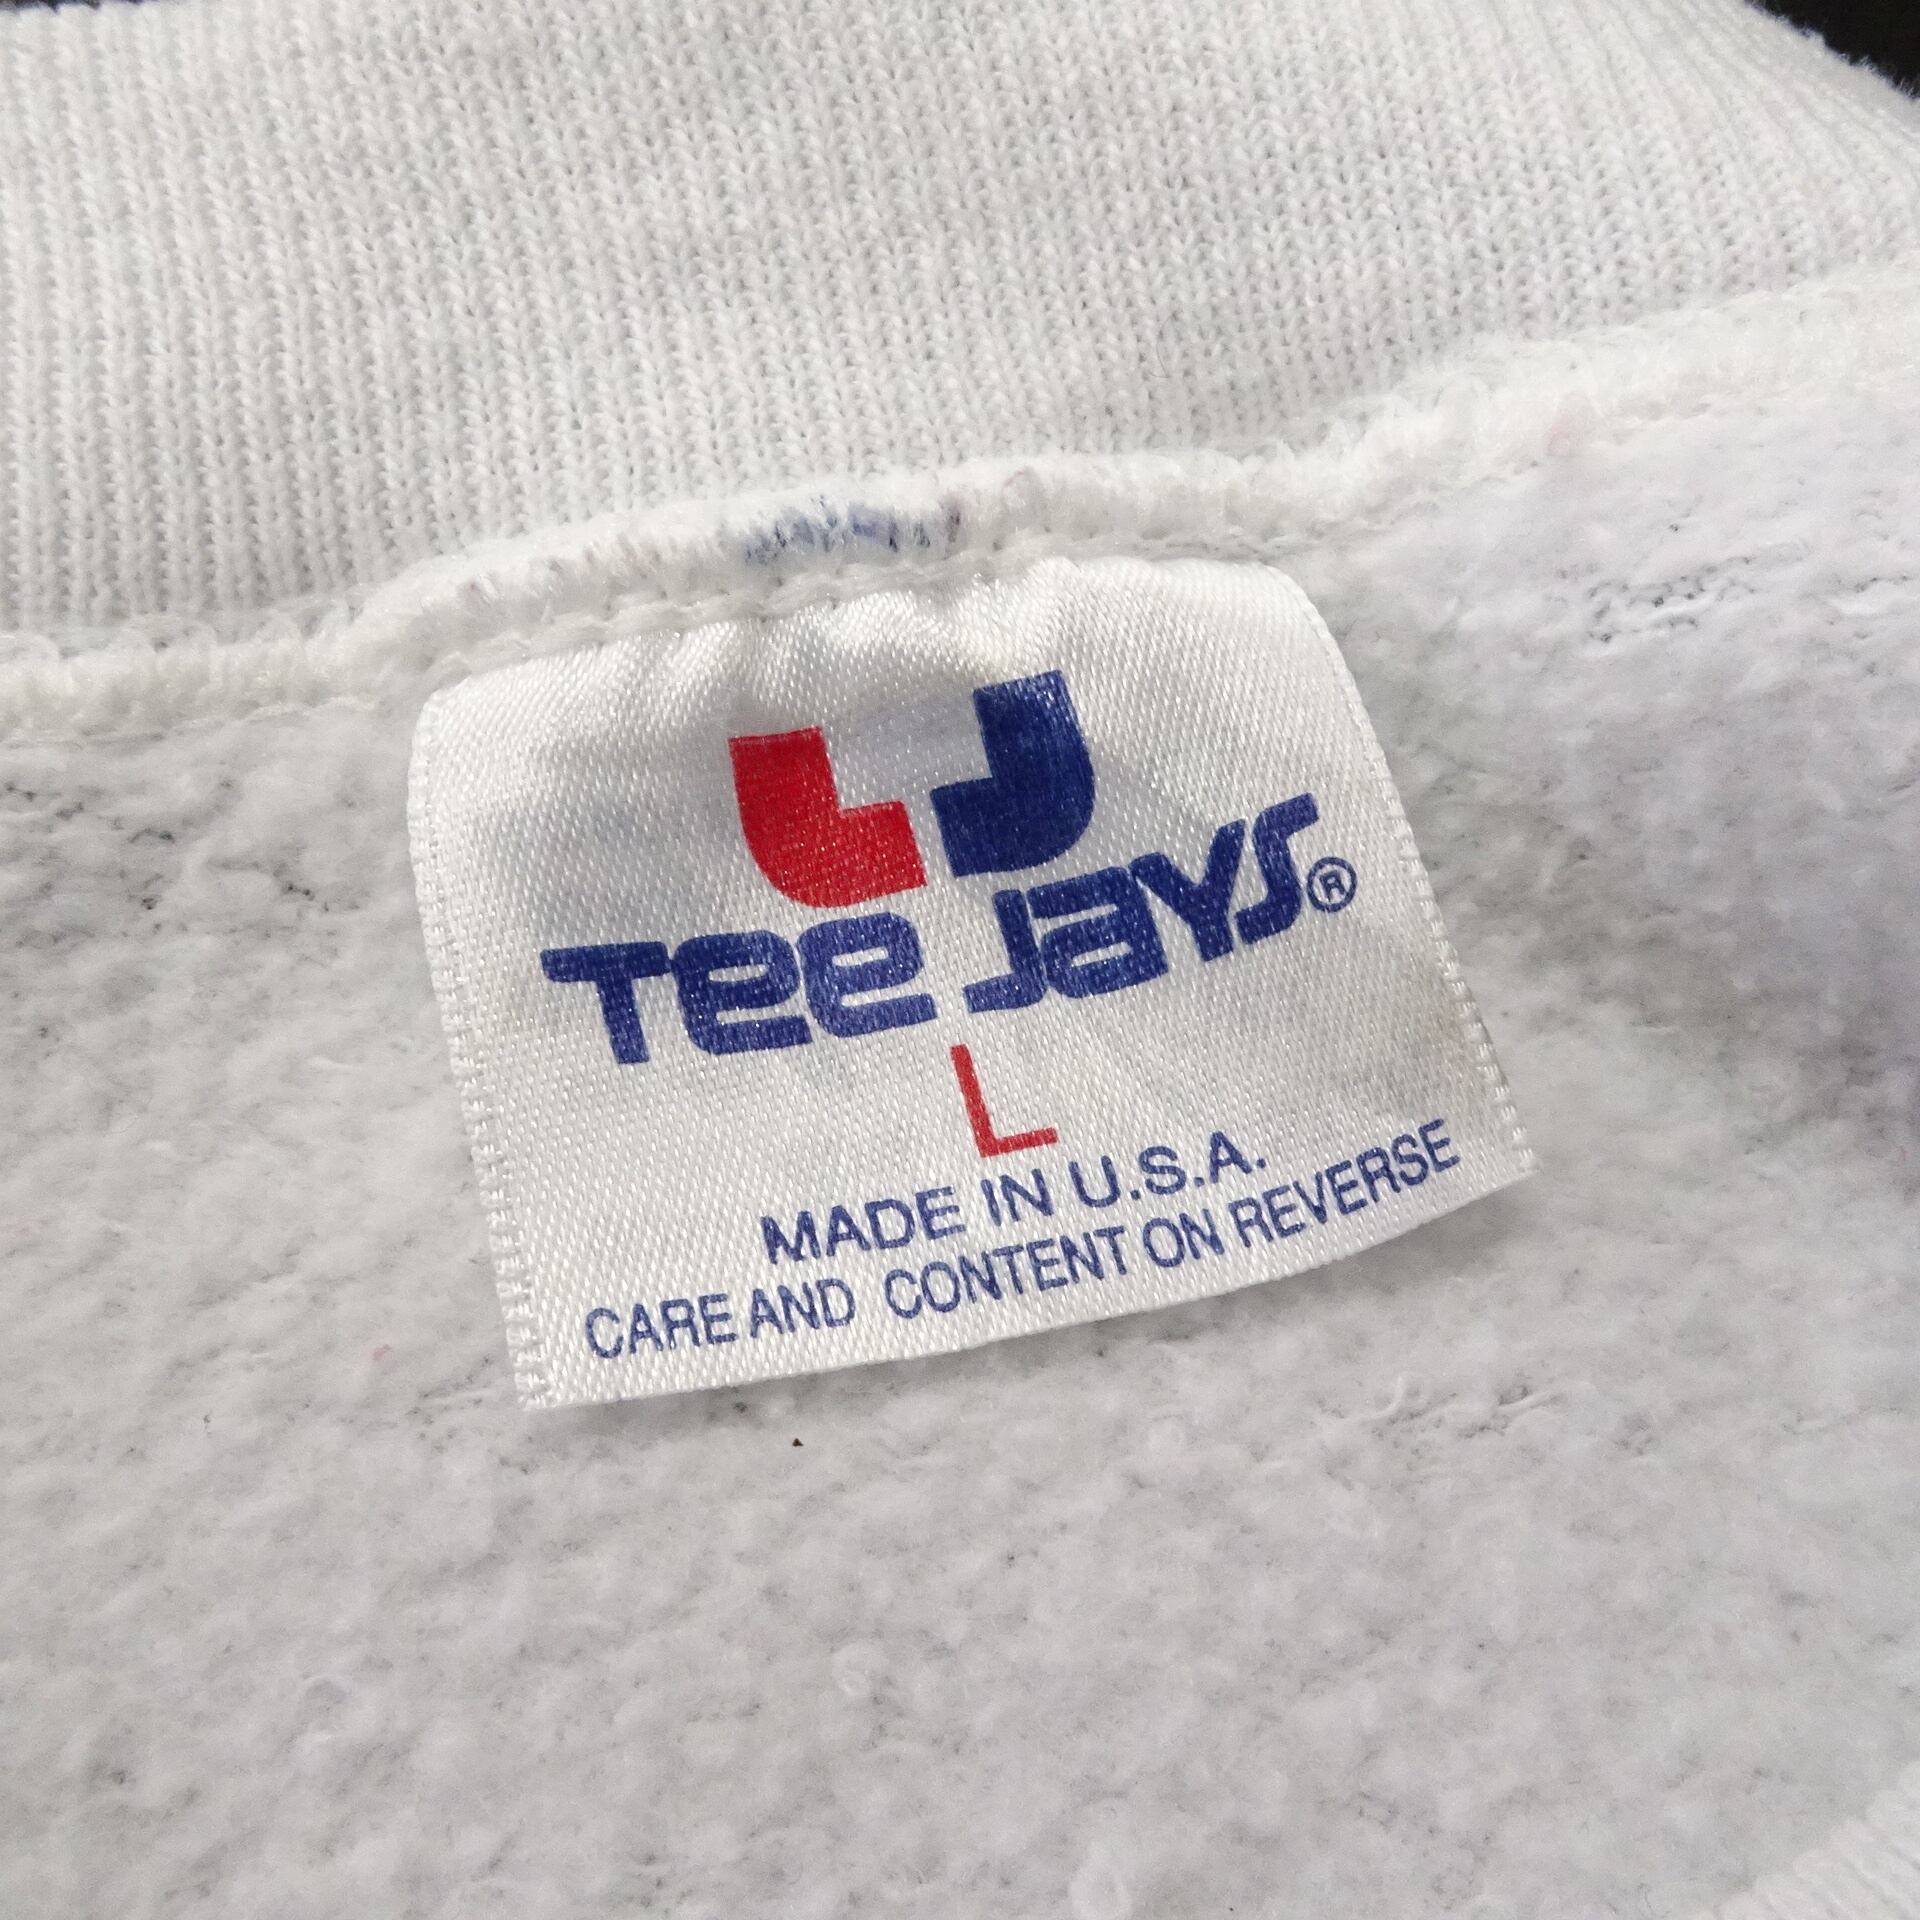 Tee Jays®
L
MADE IN U.S.A.
CARE AND CONTENT ON REVERSE